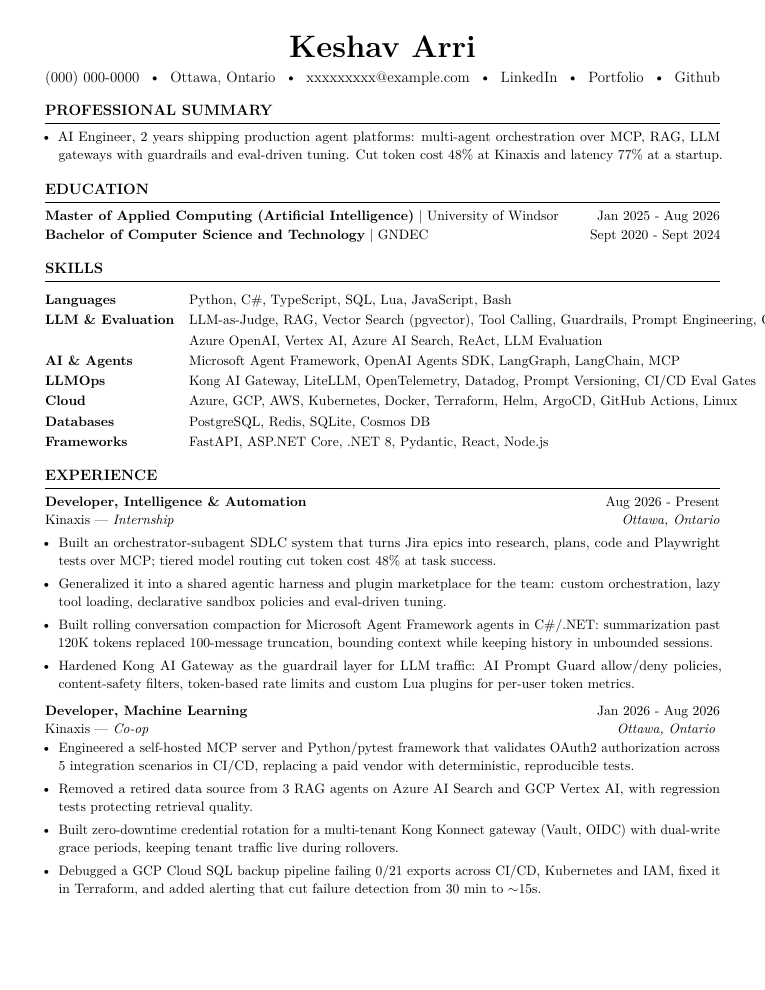 Keshav Arri
(000) 000-0000 • Ottawa, Ontario • xxxxxxxxx@example.com • LinkedIn • Portfolio • Github
PROFESSIONAL SUMMARY
• AI Engineer, 2 years shipping production agent platforms: multi-agent orchestration over MCP, RAG, LLM
gateways with guardrails and eval-driven tuning. Cut token cost 48% at Kinaxis and latency 77% at a startup.
EDUCATION
Master of Applied Computing (Artificial Intelligence) | University of Windsor Jan 2025 - Aug 2026
Bachelor of Computer Science and Technology | GNDEC Sept 2020 - Sept 2024
SKILLS
Languages Python, C#, TypeScript, SQL, Lua, JavaScript, Bash
LLM & Evaluation LLM-as-Judge, RAG, Vector Search (pgvector), Tool Calling, Guardrails, Prompt Engineering,
Azure OpenAI, Vertex AI, Azure AI Search, ReAct, LLM Evaluation
AI & Agents Microsoft Agent Framework, OpenAI Agents SDK, LangGraph, LangChain, MCP
LLMOps Kong AI Gateway, LiteLLM, OpenTelemetry, Datadog, Prompt Versioning, CI/CD Eval Gates
Cloud Azure, GCP, AWS, Kubernetes, Docker, Terraform, Helm, ArgoCD, GitHub Actions, Linux
Databases PostgreSQL, Redis, SQLite, Cosmos DB
Frameworks FastAPI, ASP.NET Core, .NET 8, Pydantic, React, Node.js
EXPERIENCE
Developer, Intelligence & Automation Aug 2026 - Present
Kinaxis — Internship Ottawa, Ontario
• Built an orchestrator-subagent SDLC system that turns Jira epics into research, plans, code and Playwright
tests over MCP; tiered model routing cut token cost 48% at task success.
• Generalized it into a shared agentic harness and plugin marketplace for the team: custom orchestration, lazy
tool loading, declarative sandbox policies and eval-driven tuning.
• Built rolling conversation compaction for Microsoft Agent Framework agents in C#/.NET: summarization past
120K tokens replaced 100-message truncation, bounding context while keeping history in unbounded sessions.
• Hardened Kong AI Gateway as the guardrail layer for LLM traffic: AI Prompt Guard allow/deny policies,
content-safety filters, token-based rate limits and custom Lua plugins for per-user token metrics.
Developer, Machine Learning Jan 2026 - Aug 2026
Kinaxis — Co-op Ottawa, Ontario
• Engineered a self-hosted MCP server and Python/pytest framework that validates OAuth2 authorization across
5 integration scenarios in CI/CD, replacing a paid vendor with deterministic, reproducible tests.
• Removed a retired data source from 3 RAG agents on Azure AI Search and GCP Vertex AI, with regression
tests protecting retrieval quality.
• Built zero-downtime credential rotation for a multi-tenant Kong Konnect gateway (Vault, OIDC) with dual-write
grace periods, keeping tenant traffic live during rollovers.
• Debugged a GCP Cloud SQL backup pipeline failing 0/21 exports across CI/CD, Kubernetes and IAM, fixed it
in Terraform, and added alerting that cut failure detection from 30 min to ~15s.